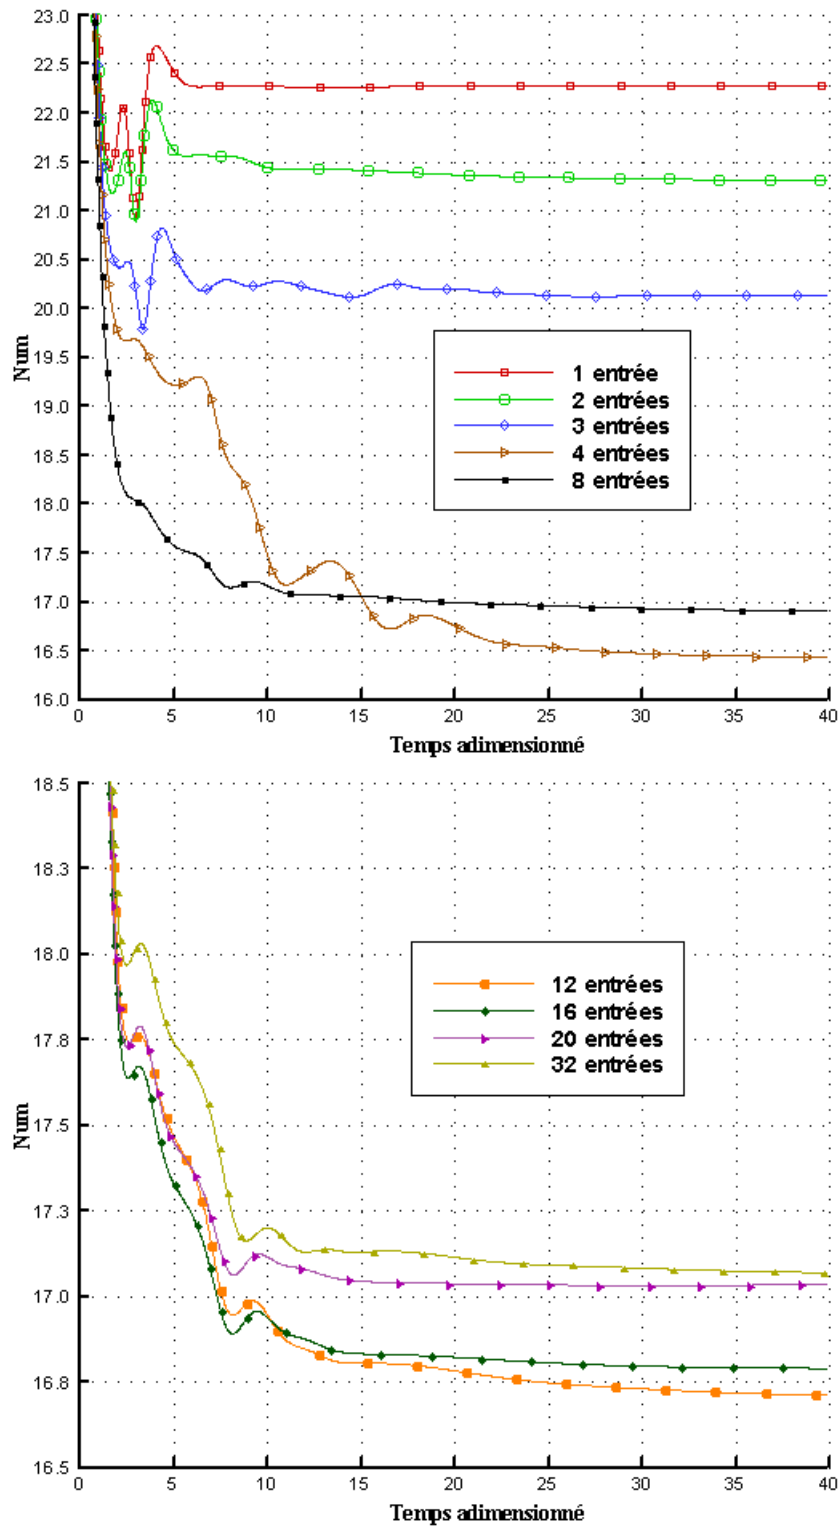 23.0
22.5
22.0
21.5
21.0
20.5
20.0
19.5
19.0
18.5
18.0
17.5
17.0
16.5
16.0
Num
1 entrée
2 entrées
3 entrées
4 entrées
8 entrées
0 5 10 15 20 25 30 35 40
Temps adimensionné
18.5
18.3
18.0
17.8
17.5
17.3
17.0
16.8
16.5
Num
12 entrées
16 entrées
20 entrées
32 entrées
0 5 10 15 20 25 30 35 40
Temps adimensionné